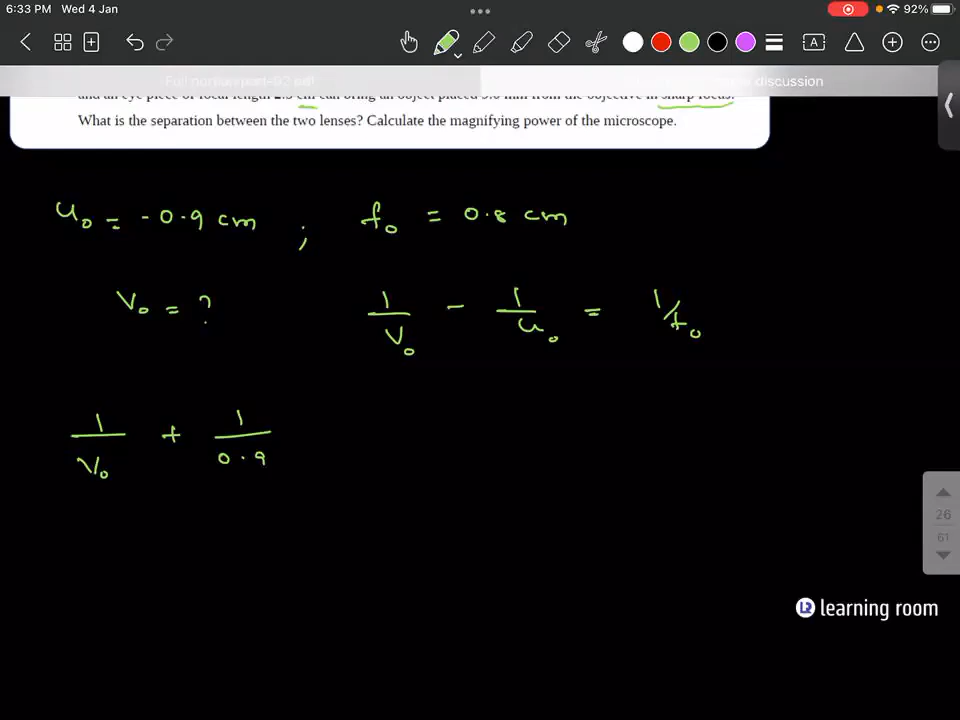 6:33 PM Wed 4 Jan
92%
A
discussion
and an eye piece of focal length 2.5 cm can bring an object placed 9.0 mm from the objective in sharp focus.
What is the separation between the two lenses? Calculate the magnifying power of the microscope.
u₀ = - 0.9 cm ; f₀ = 0.8 cm
v₀ = ? 1/v₀ - 1/u₀ = 1/f₀
1/v₀ + 1/0.9
26
61
LR learning room